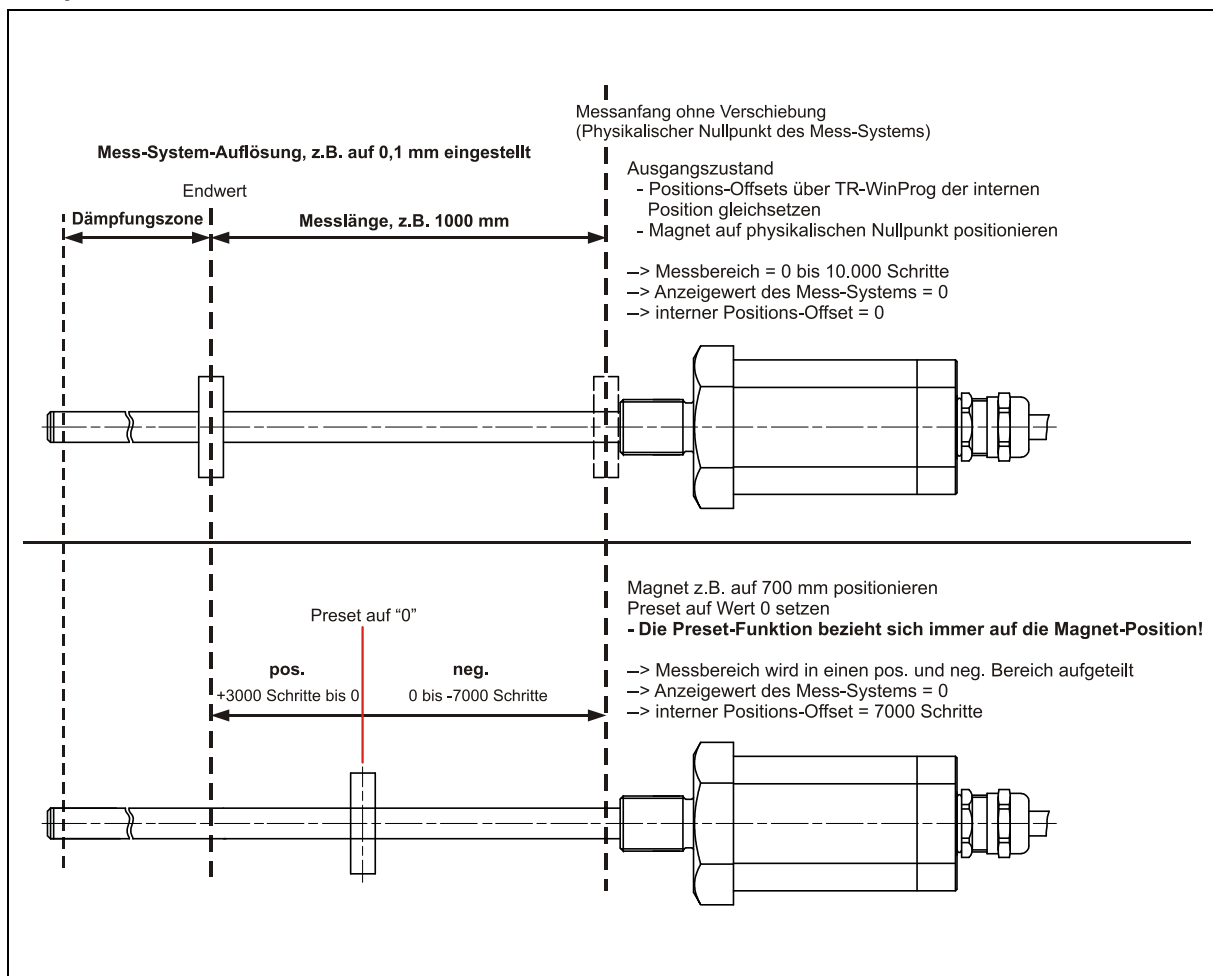 Messanfang ohne Verschiebung
(Physikalischer Nullpunkt des Mess-Systems)
Mess-System-Auflösung, z.B. auf 0,1 mm eingestellt
Endwert
Dämpfungszone
Messlänge, z.B. 1000 mm
Ausgangszustand
- Positions-Offsets über TR-WinProg der internen
Position gleichsetzen
- Magnet auf physikalischen Nullpunkt positionieren
–> Messbereich = 0 bis 10.000 Schritte
–> Anzeigewert des Mess-Systems = 0
–> interner Positions-Offset = 0
Preset auf “0”
pos.
neg.
+3000 Schritte bis 0
0 bis -7000 Schritte
Magnet z.B. auf 700 mm positionieren
Preset auf Wert 0 setzen
- Die Preset-Funktion bezieht sich immer auf die Magnet-Position!
–> Messbereich wird in einen pos. und neg. Bereich aufgeteilt
–> Anzeigewert des Mess-Systems = 0
–> interner Positions-Offset = 7000 Schritte